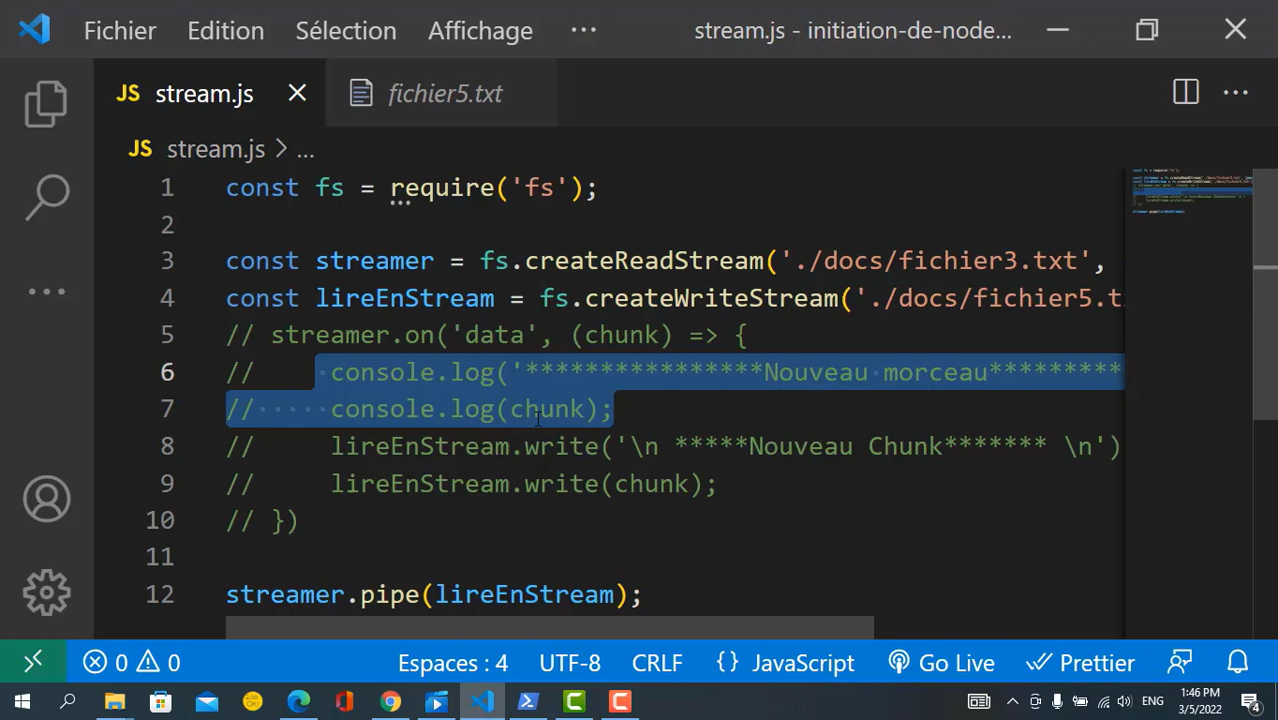 Fichier Edition Sélection Affichage ··· stream.js - initiation-de-node...
JS stream.js fichier5.txt
JS stream.js > ...
1 const fs = require('fs');
2
3 const streamer = fs.createReadStream('./docs/fichier3.txt',
4 const lireEnStream = fs.createWriteStream('./docs/fichier5.t
5 // streamer.on('data', (chunk) => {
6 // console.log('****************Nouveau morceau*********
7 // console.log(chunk);
8 // lireEnStream.write('\n *****Nouveau Chunk******* \n')
9 // lireEnStream.write(chunk);
10 // })
11
12 streamer.pipe(lireEnStream);
0 0 Espaces : 4 UTF-8 CRLF {} JavaScript Go Live Prettier
ENG 1:46 PM
3/5/2022 4